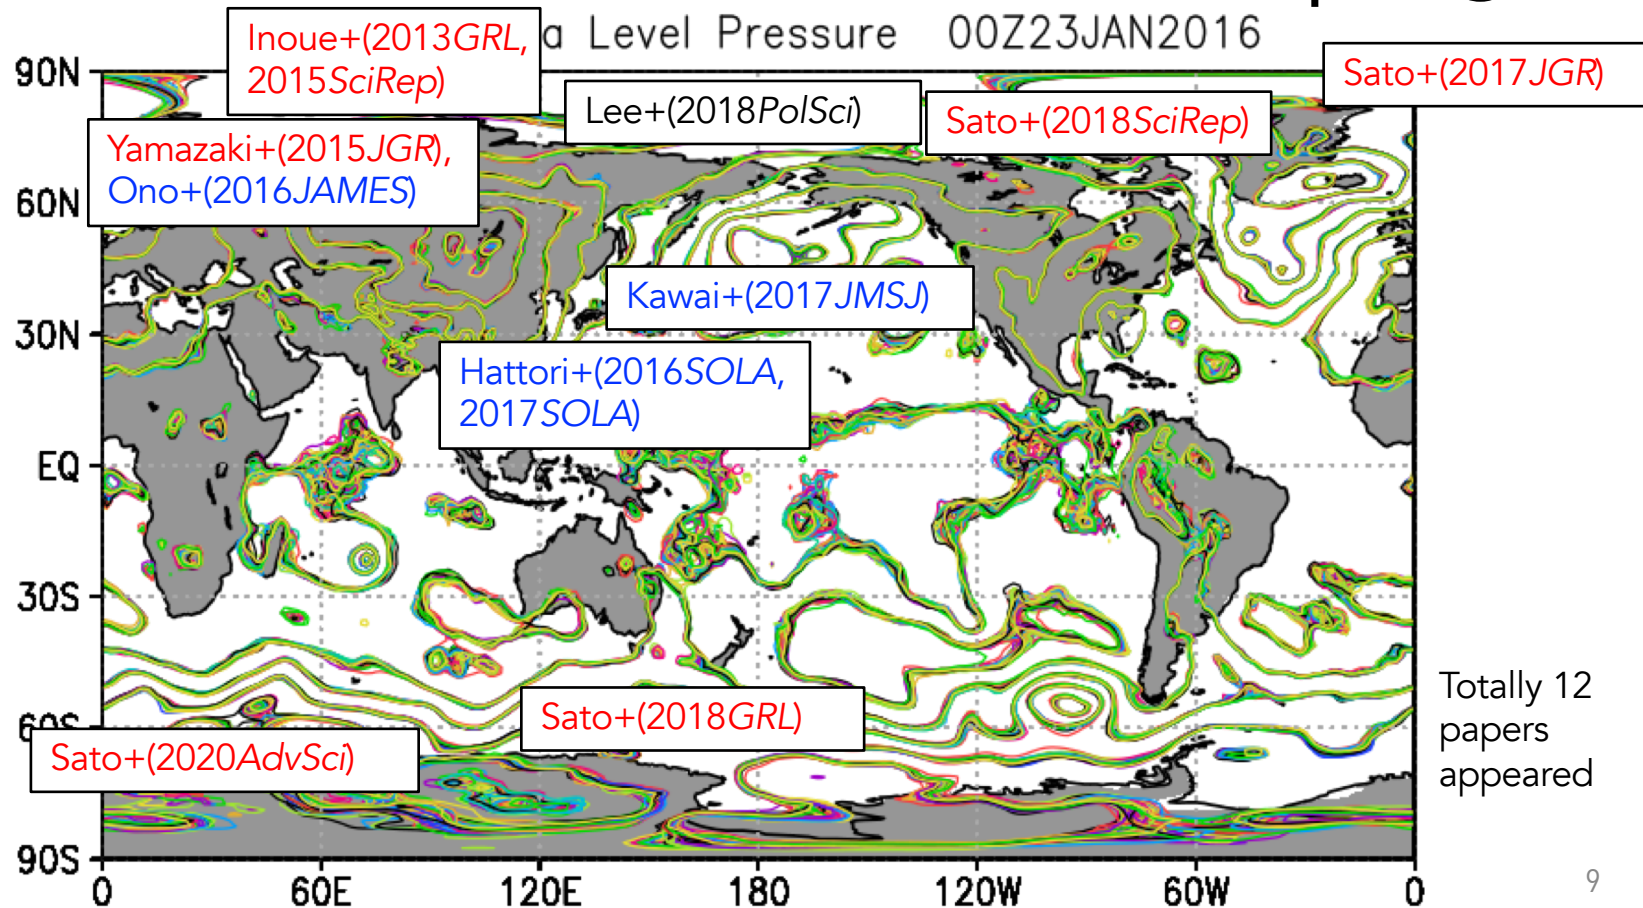 a Level Pressure 00Z23JAN2016
Inoue+(2013GRL,
2015SciRep)
Sato+(2017JGR)
Lee+(2018PolSci)
Sato+(2018SciRep)
Yamazaki+(2015JGR),
Ono+(2016JAMES)
Kawai+(2017JMSJ)
Hattori+(2016SOLA,
2017SOLA)
Sato+(2018GRL)
Sato+(2020AdvSci)
Totally 12
papers
appeared
90N
60N
30N
EQ
30S
60S
90S
0 60E 120E 180 120W 60W 0
9